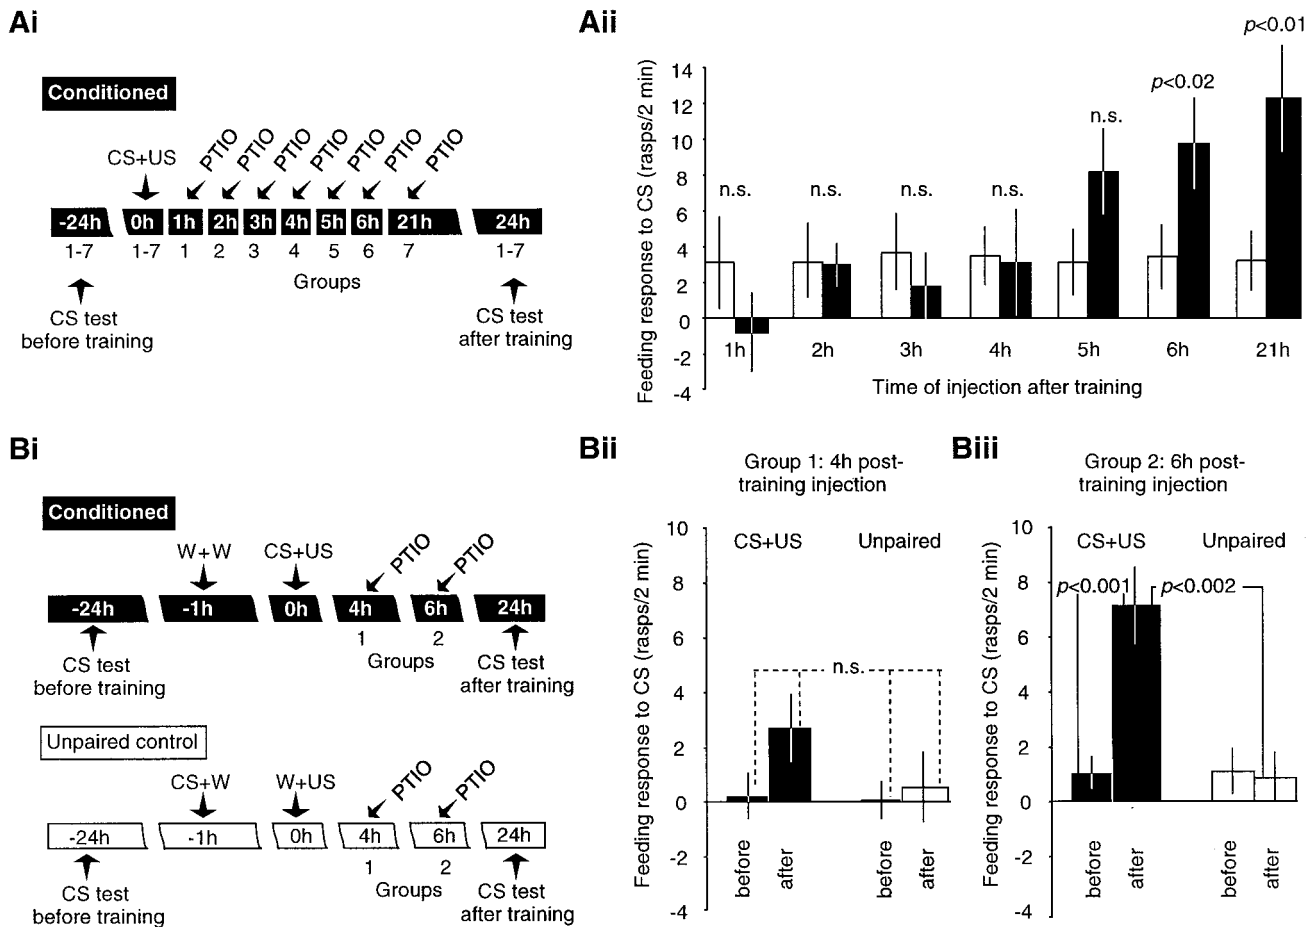 Ai
Conditioned
CS+US
PTIO PTIO PTIO PTIO PTIO PTIO PTIO
-24h 0h 1h 2h 3h 4h 5h 6h 21h 24h
1-7 1-7 1 2 3 4 5 6 7 1-7
Groups
CS test
before training
CS test
after training
Aii
Feeding response to CS (rasps/2 min)
14
12
10
8
6
4
2
0
-2
-4
n.s. n.s. n.s. n.s. n.s. p<0.02 p<0.01
1h 2h 3h 4h 5h 6h 21h
Time of injection after training
Bi
Conditioned
W+W CS+US PTIO PTIO
-24h -1h 0h 4h 6h 24h
1 2
Groups
CS test
before training
CS test
after training
Unpaired control
CS+W W+US PTIO PTIO
-24h -1h 0h 4h 6h 24h
1 2
Groups
CS test
before training
CS test
after training
Bii
Group 1: 4h post-
training injection
Feeding response to CS (rasps/2 min)
10
8
6
4
2
0
-2
-4
CS+US Unpaired
n.s.
before after before after
Biii
Group 2: 6h post-
training injection
Feeding response to CS (rasps/2 min)
10
8
6
4
2
0
-2
-4
CS+US Unpaired
p<0.001 p<0.002
before after before after